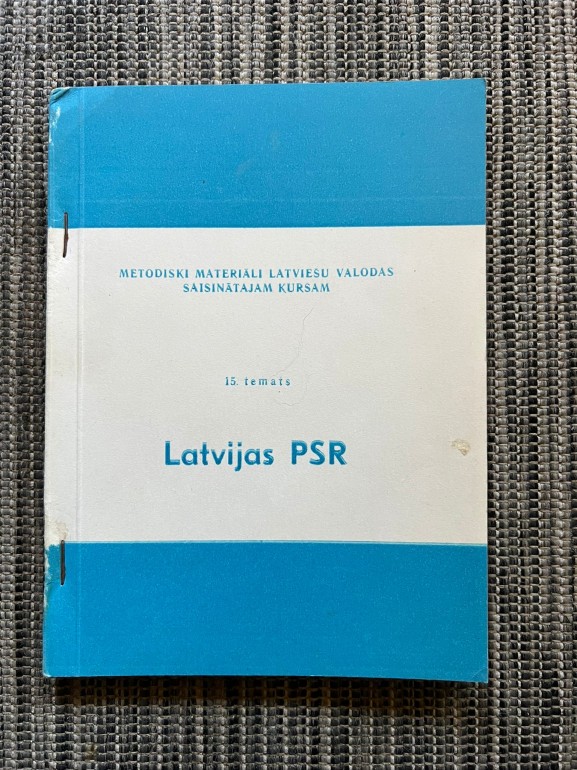 METODISKI MATERIĀLI LATVIEŠU VALODAS
SAĪSINĀTAJAM KURSAM
15. temats
Latvijas PSR